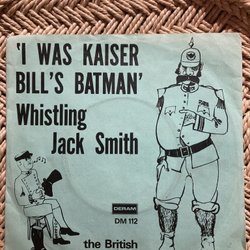 'I WAS KAISER
BILL'S BATMAN'
Whistling
Jack Smith
DERAM
DM 112
the British